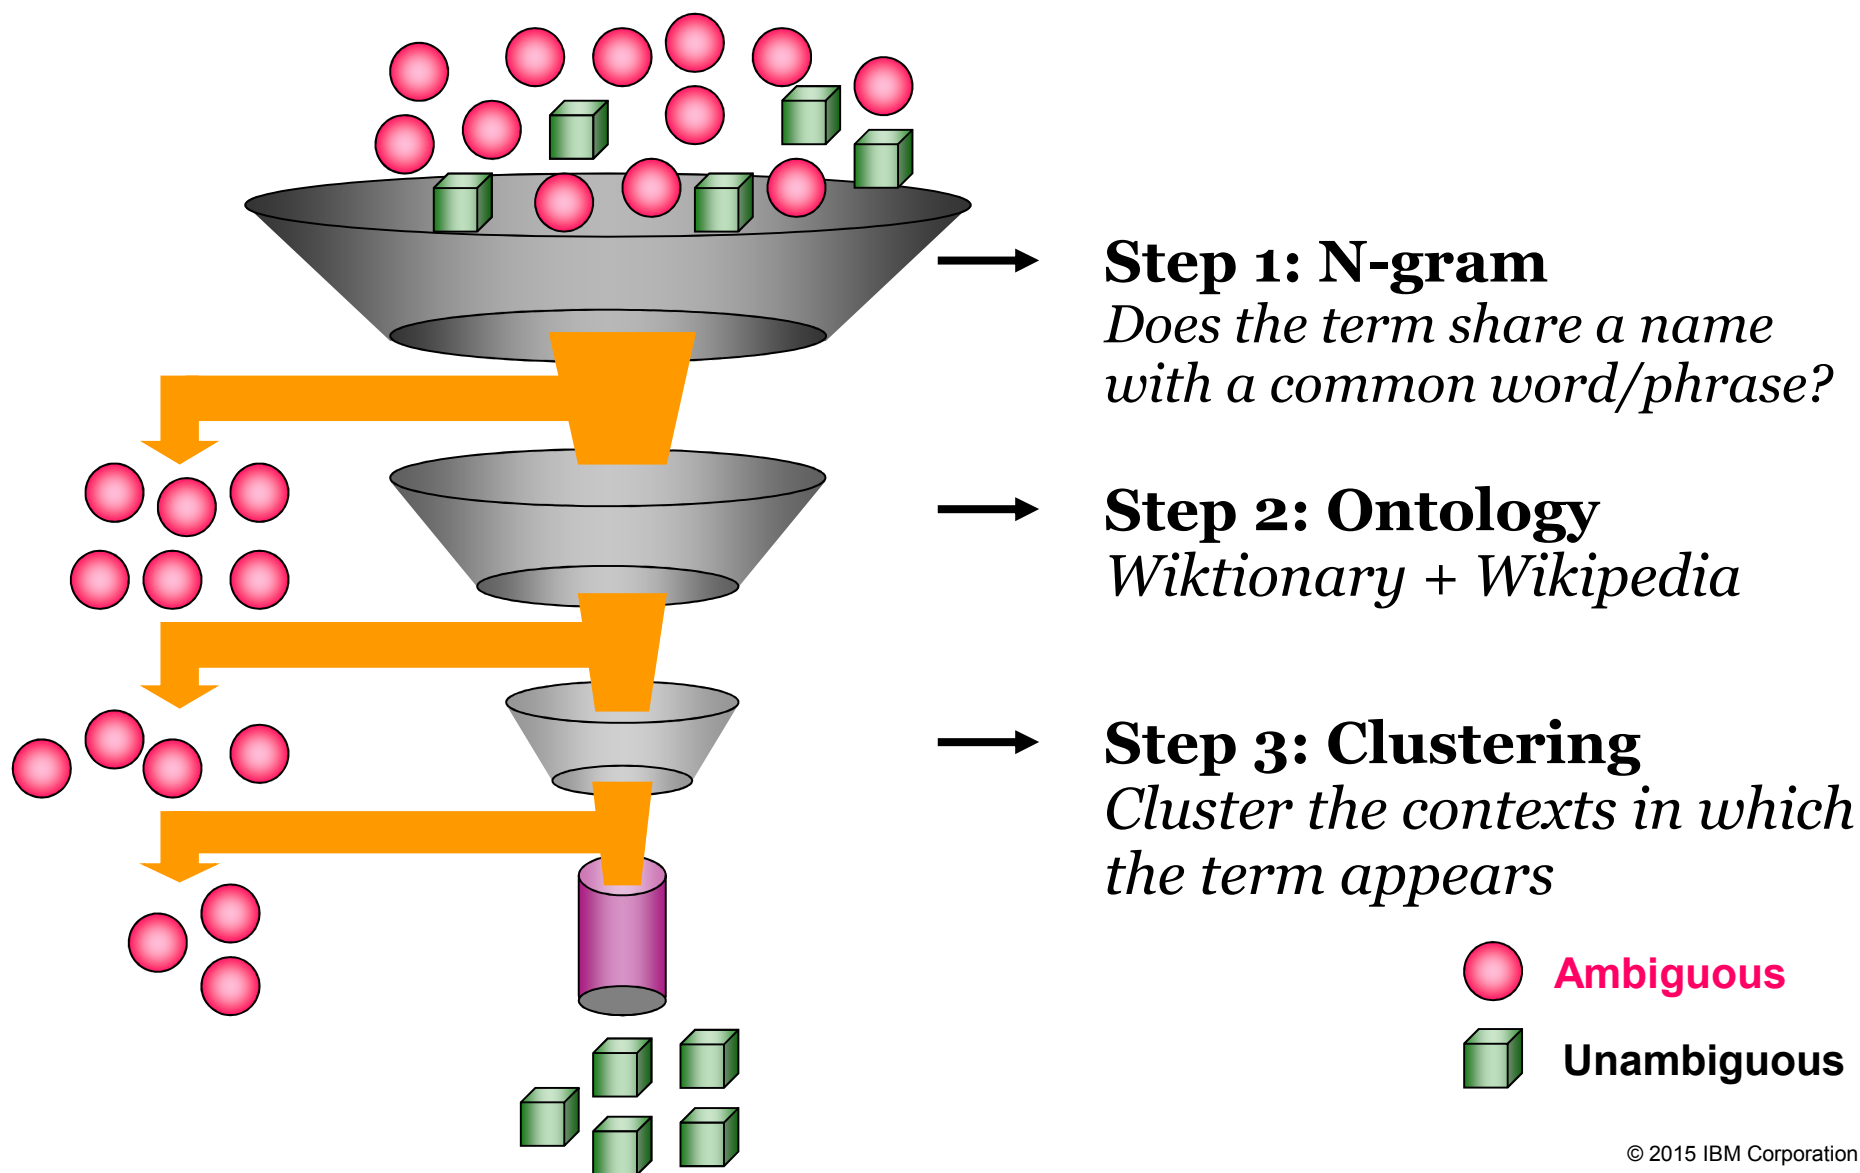 Step 1: N-gram
Does the term share a name
with a common word/phrase?
Step 2: Ontology
Wiktionary + Wikipedia
Step 3: Clustering
Cluster the contexts in which
the term appears
Ambiguous
Unambiguous
© 2015 IBM Corporation